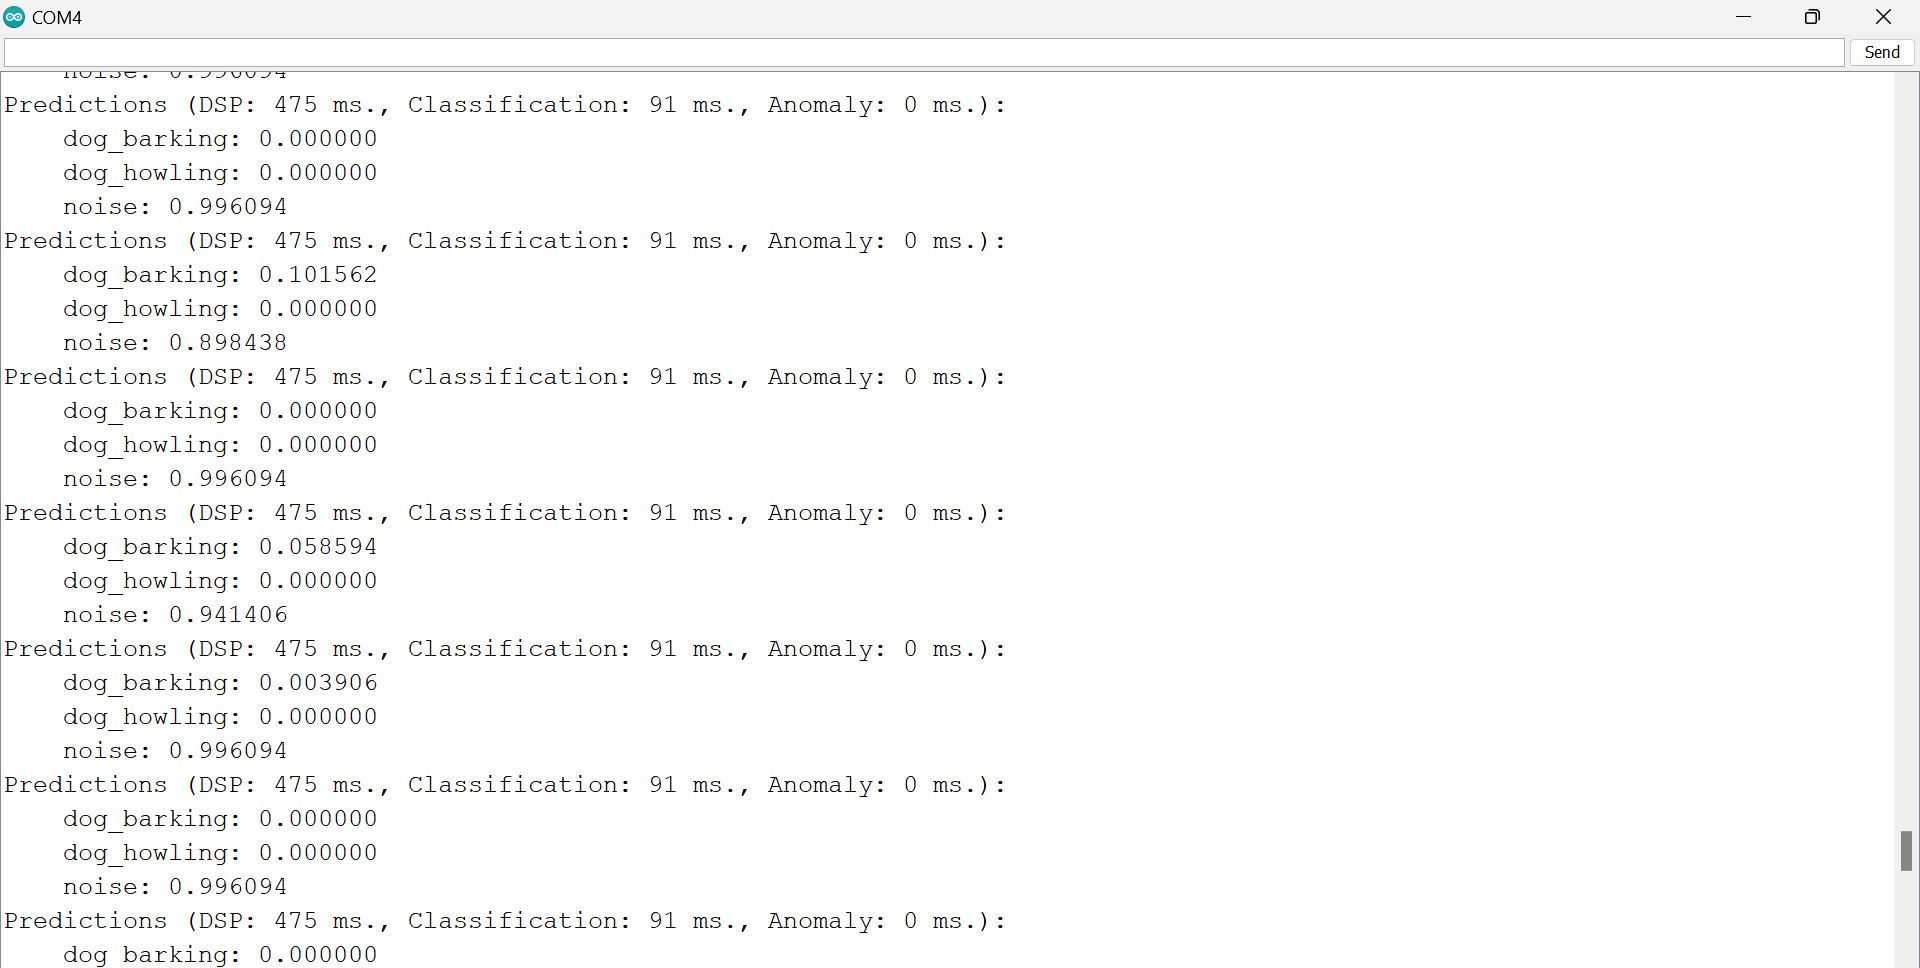 COM4
Send
noise: 0.996094
Predictions (DSP: 475 ms., Classification: 91 ms., Anomaly: 0 ms.):
    dog_barking: 0.000000
    dog_howling: 0.000000
    noise: 0.996094
Predictions (DSP: 475 ms., Classification: 91 ms., Anomaly: 0 ms.):
    dog_barking: 0.101562
    dog_howling: 0.000000
    noise: 0.898438
Predictions (DSP: 475 ms., Classification: 91 ms., Anomaly: 0 ms.):
    dog_barking: 0.000000
    dog_howling: 0.000000
    noise: 0.996094
Predictions (DSP: 475 ms., Classification: 91 ms., Anomaly: 0 ms.):
    dog_barking: 0.058594
    dog_howling: 0.000000
    noise: 0.941406
Predictions (DSP: 475 ms., Classification: 91 ms., Anomaly: 0 ms.):
    dog_barking: 0.003906
    dog_howling: 0.000000
    noise: 0.996094
Predictions (DSP: 475 ms., Classification: 91 ms., Anomaly: 0 ms.):
    dog_barking: 0.000000
    dog_howling: 0.000000
    noise: 0.996094
Predictions (DSP: 475 ms., Classification: 91 ms., Anomaly: 0 ms.):
    dog barking: 0.000000